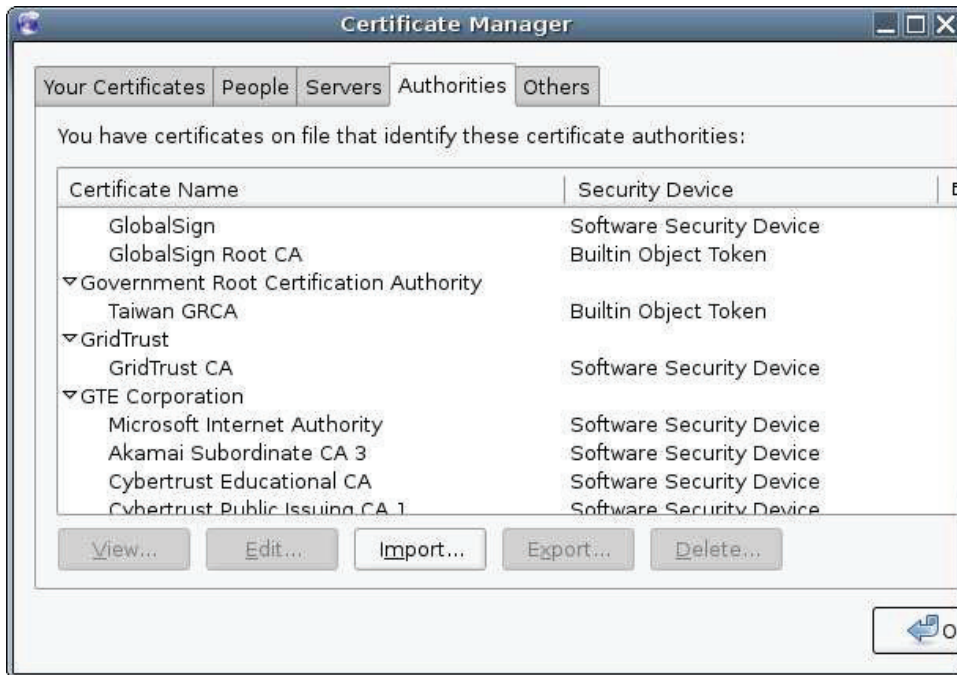 Certificate Manager
Your Certificates People Servers Authorities Others
You have certificates on file that identify these certificate authorities:
Certificate Name Security Device
GlobalSign Software Security Device
GlobalSign Root CA Builtin Object Token
Government Root Certification Authority
Taiwan GRCA Builtin Object Token
GridTrust
GridTrust CA Software Security Device
GTE Corporation
Microsoft Internet Authority Software Security Device
Akamai Subordinate CA 3 Software Security Device
Cybertrust Educational CA Software Security Device
Cybertrust Public Issuing CA 1 Software Security Device
View... Edit... Import... Export... Delete...